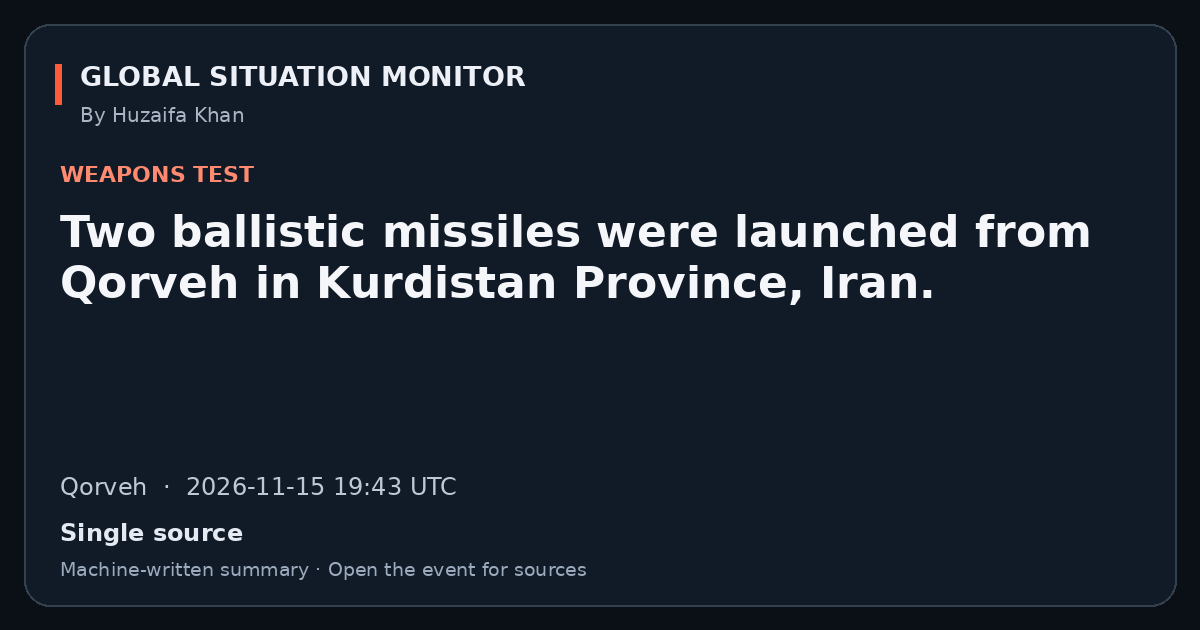 GLOBAL SITUATION MONITOR
By Huzaifa Khan
WEAPONS TEST
Two ballistic missiles were launched from
Qorveh in Kurdistan Province, Iran.
Qorveh · 2026-11-15 19:43 UTC
Single source
Machine-written summary · Open the event for sources